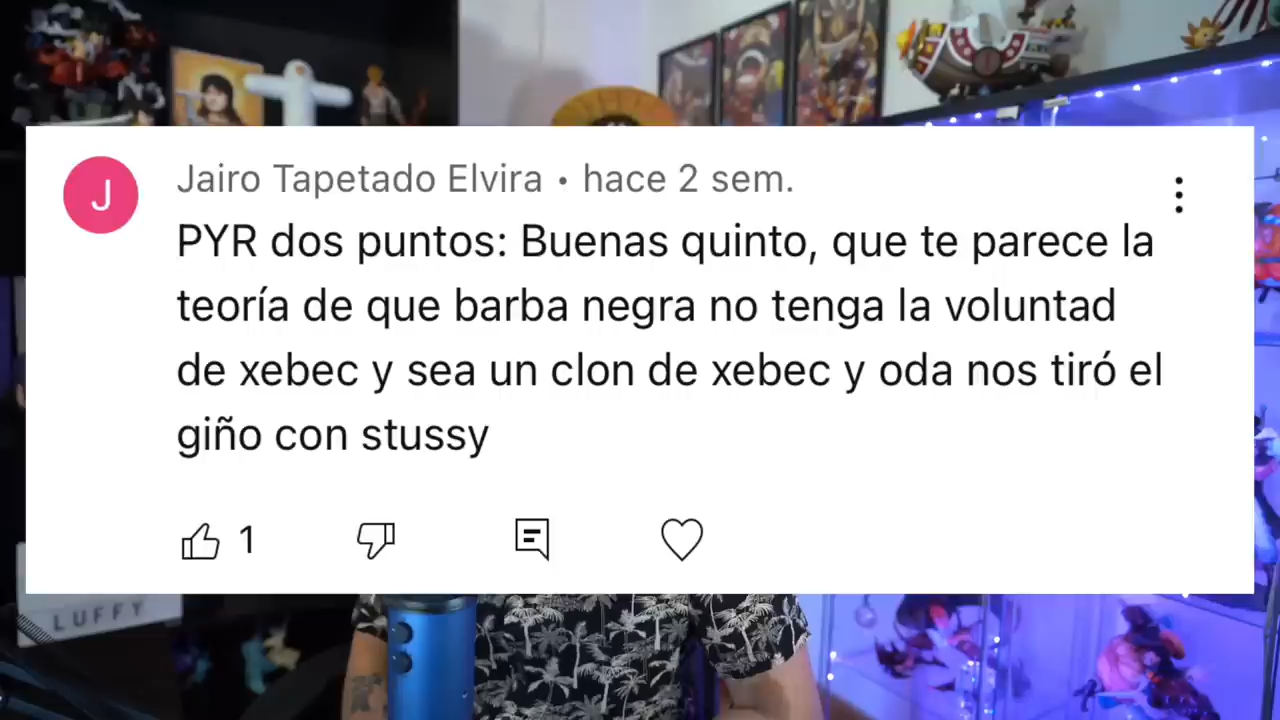 J
Jairo Tapetado Elvira • hace 2 sem.
PYR dos puntos: Buenas quinto, que te parece la
teoría de que barba negra no tenga la voluntad
de xebec y sea un clon de xebec y oda nos tiró el
giño con stussy
1
LUFFY